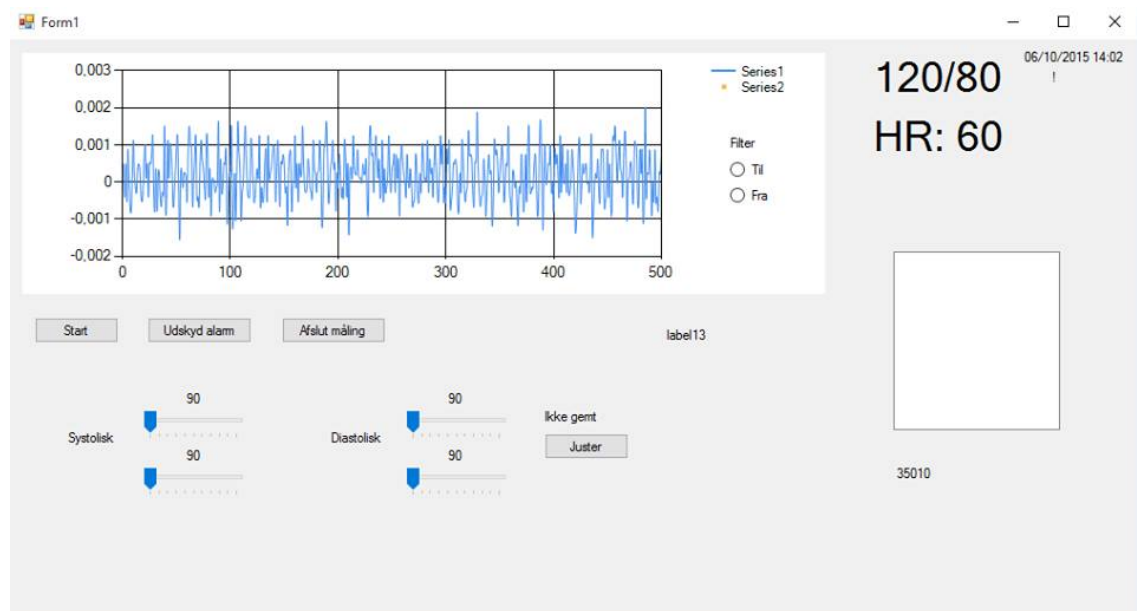 Form1
0,003
0,002
0,001
0
-0,001
-0,002
0 100 200 300 400 500
Series1
Series2
Filter
Til
Fra
120/80
HR: 60
06/10/2015 14:02
!
Start Udskyd alarm Afslut måling
label13
90 90
Systolisk Diastolisk
90 90
Ikke gemt
Juster
35010